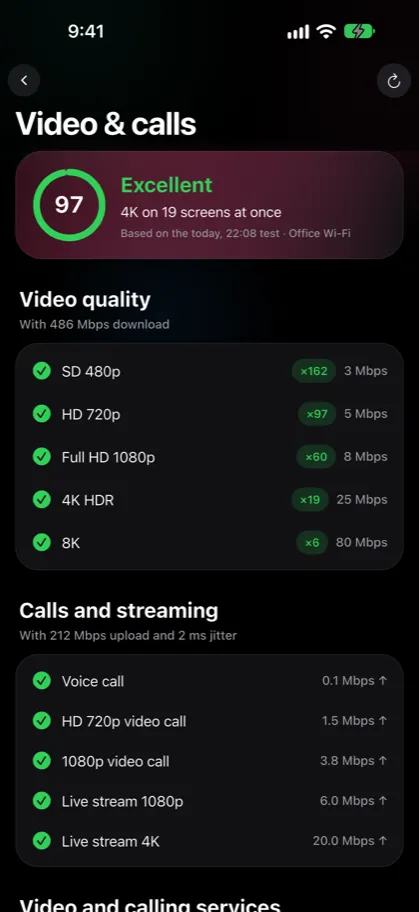 9:41
Video & calls
97
Excellent
4K on 19 screens at once
Based on the today, 22:08 test · Office Wi-Fi
Video quality
With 486 Mbps download
SD 480p ×162 3 Mbps
HD 720p ×97 5 Mbps
Full HD 1080p ×60 8 Mbps
4K HDR ×19 25 Mbps
8K ×6 80 Mbps
Calls and streaming
With 212 Mbps upload and 2 ms jitter
Voice call 0.1 Mbps ↑
HD 720p video call 1.5 Mbps ↑
1080p video call 3.8 Mbps ↑
Live stream 1080p 6.0 Mbps ↑
Live stream 4K 20.0 Mbps ↑
Video and calling services